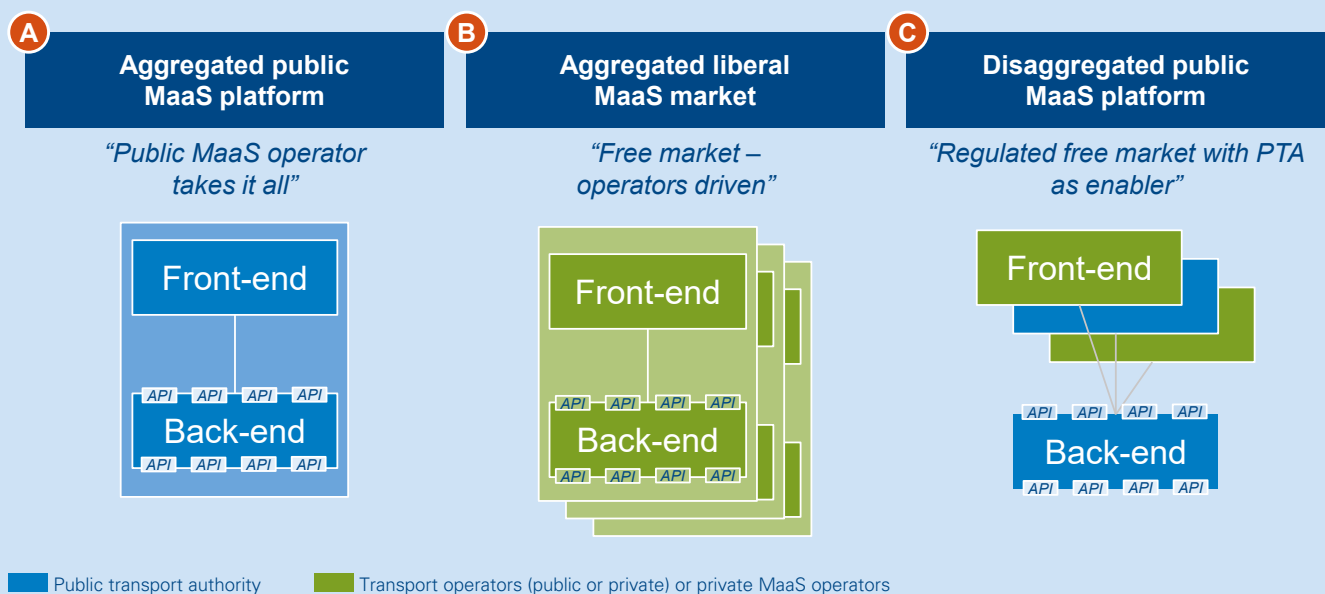 A
Aggregated public
MaaS platform
“Public MaaS operator
takes it all”
Front-end
API API API API
Back-end
API API API API
B
Aggregated liberal
MaaS market
“Free market –
operators driven”
Front-end
API API API API
Back-end
API API API API
C
Disaggregated public
MaaS platform
“Regulated free market with PTA
as enabler”
Front-end
API API API API
Back-end
API API API API
Public transport authority
Transport operators (public or private) or private MaaS operators